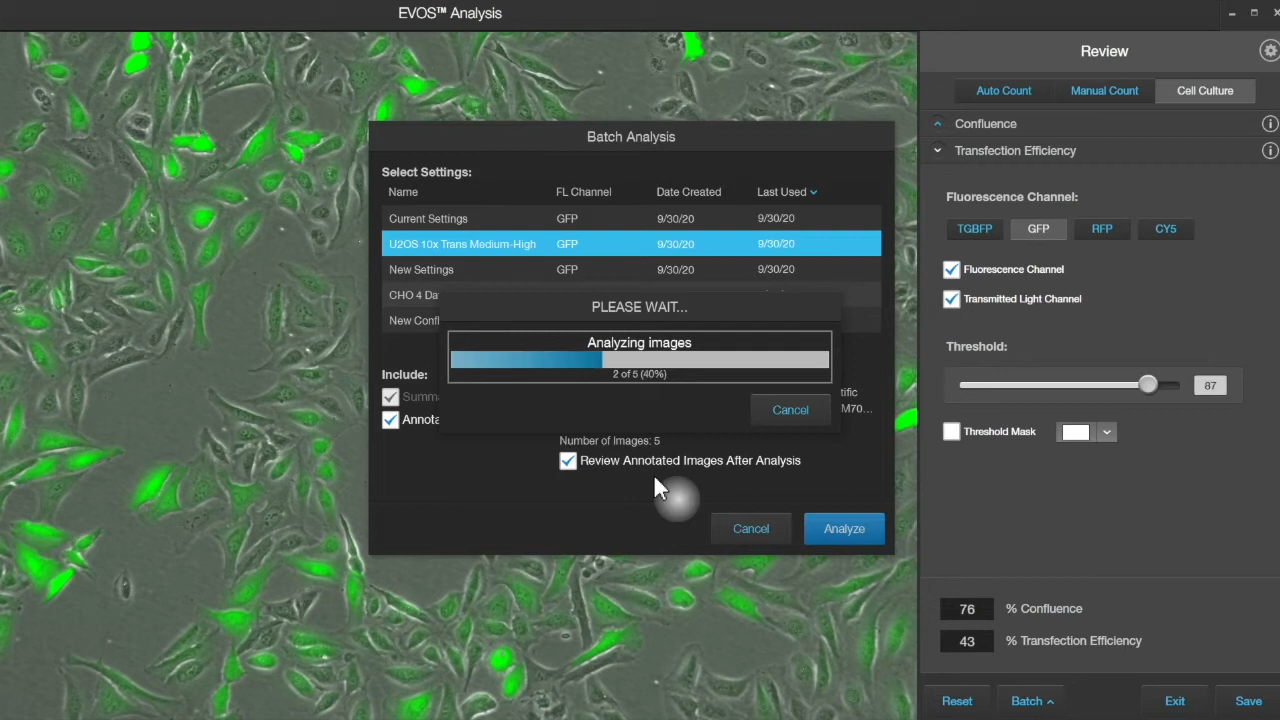 EVOS™ Analysis
Review
Auto Count
Manual Count
Cell Culture
Confluence
Transfection Efficiency
Fluorescence Channel:
TGBFP
GFP
RFP
CY5
Fluorescence Channel
Transmitted Light Channel
Threshold:
87
Threshold Mask
76 % Confluence
43 % Transfection Efficiency
Reset
Batch
Exit
Save
Batch Analysis
Select Settings:
Name FL Channel Date Created Last Used
Current Settings GFP 9/30/20 9/30/20
U2OS 10x Trans Medium-High GFP 9/30/20 9/30/20
New Settings GFP 9/30/20 9/30/20
CHO 4 Da
New Confl
PLEASE WAIT...
Analyzing images
2 of 5 (40%)
Cancel
Include:
Summa
Annota
tific
M70...
Number of Images: 5
Review Annotated Images After Analysis
Cancel
Analyze